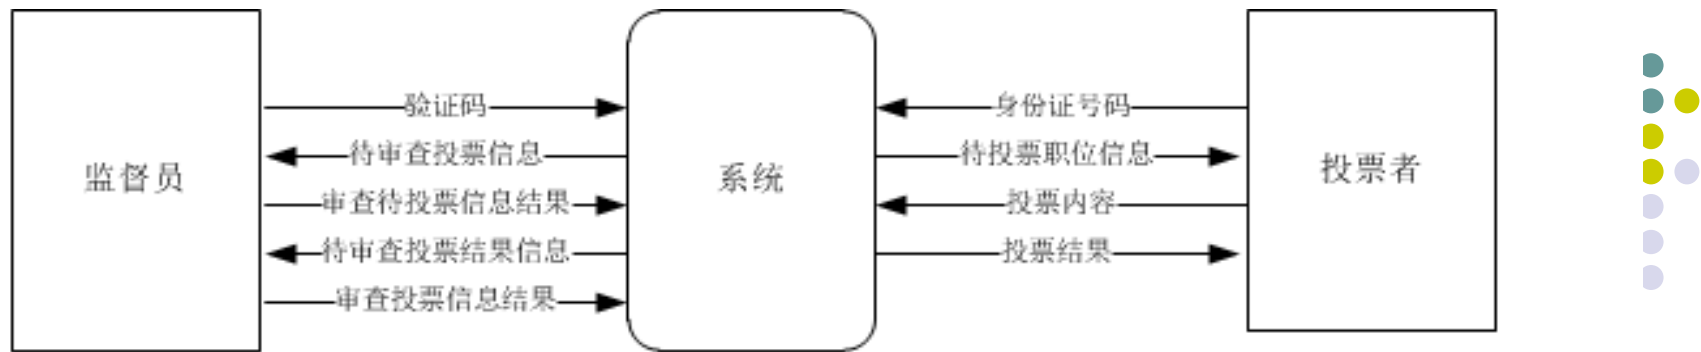 监督员
验证码
待审查投票信息
审查待投票信息结果
待审查投票结果信息
审查投票信息结果
系统
身份证号码
待投票职位信息
投票内容
投票结果
投票者